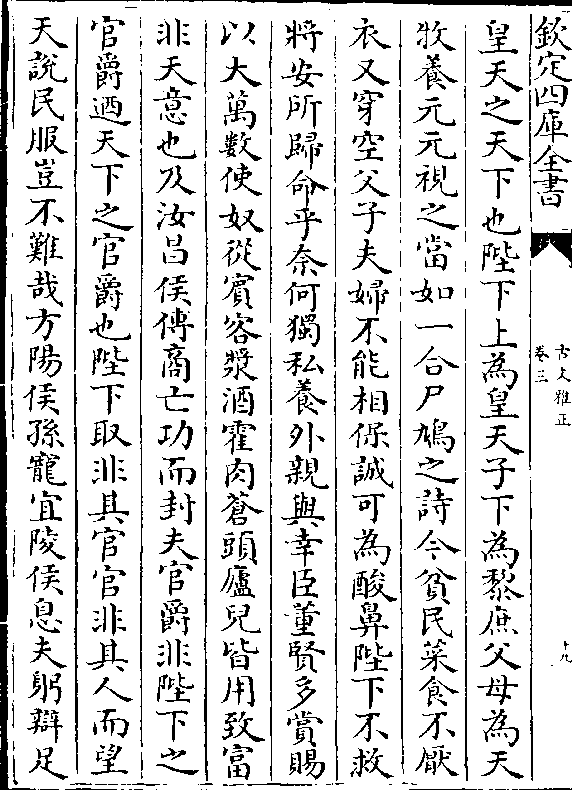 欽定四庫全書
古文雅正
卷三
十九
皇天之天下也陛下上為皇天子下為黎庶父母為天
牧養元元視之當如一合尸鳩之詩今貧民菜食不厭
衣又穿空父子夫婦不能相保誠可為酸鼻陛下不救
將安所歸命乎奈何獨私養外親與幸臣董賢多賞賜
以大萬數使奴從賓客漿酒霍肉蒼頭廬兒皆用致富
非天意也及汝昌侯傅商亡功而封夫官爵非陛下之
官爵廼天下之官爵也陛下取非其官官非其人而望
天說民服豈不難哉方陽侯孫寵宜陵侯息夫躬辯足